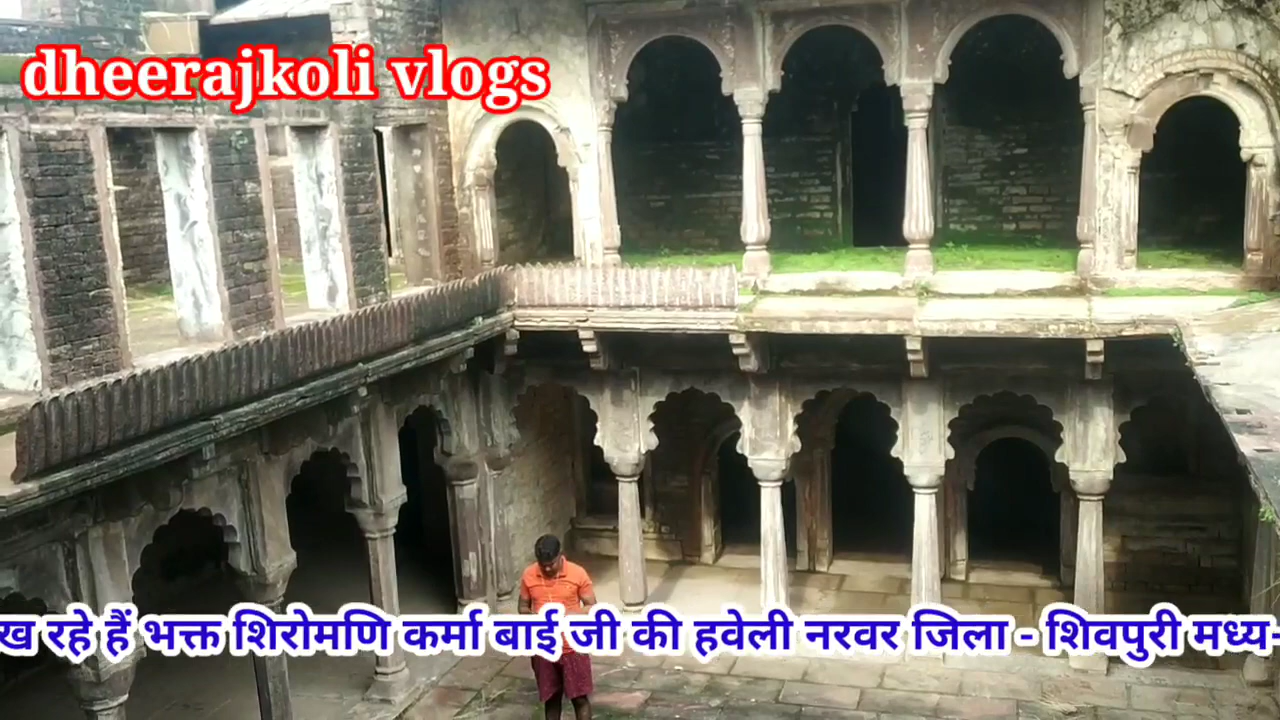 dheerajkoli vlogs
रहे हैं भक्त शिरोमणि कर्मा बाई जी की हवेली नरवर जिला - शिवपुरी मध्य-